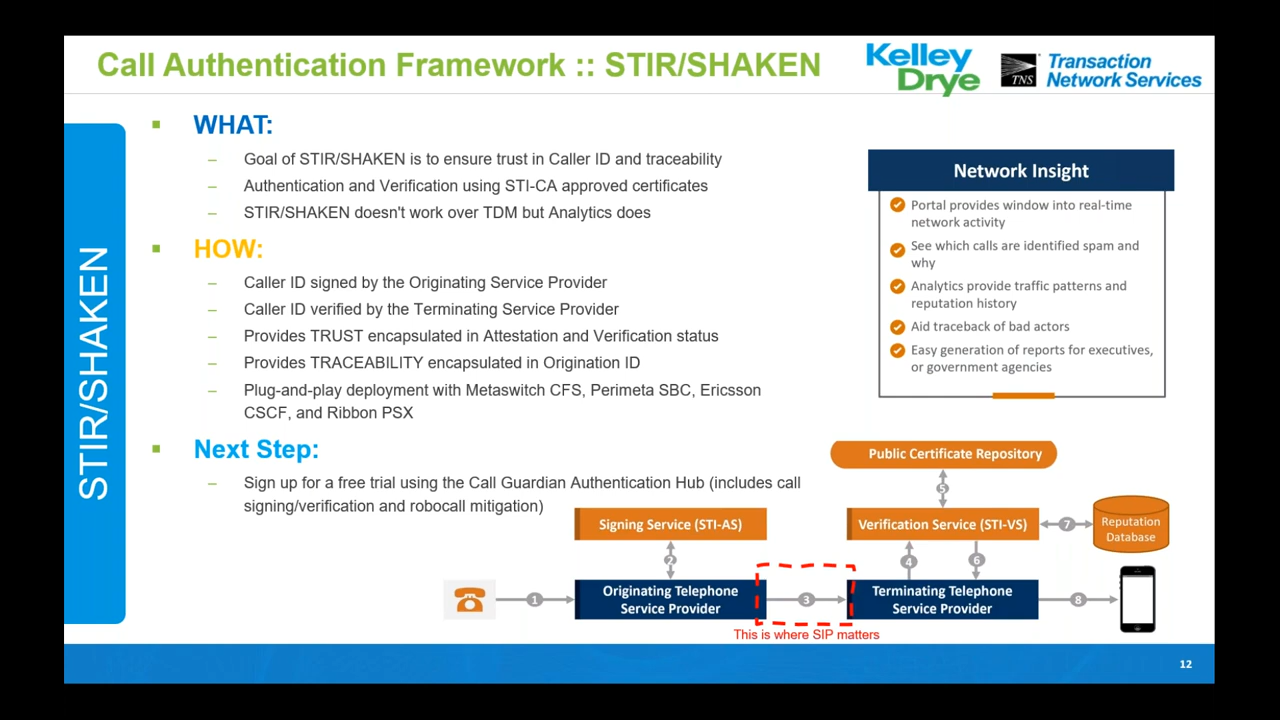 Call Authentication Framework :: STIR/SHAKEN
Kelley
Drye
TNS
Transaction
Network Services
STIR/SHAKEN
WHAT:
– Goal of STIR/SHAKEN is to ensure trust in Caller ID and traceability
– Authentication and Verification using STI-CA approved certificates
– STIR/SHAKEN doesn't work over TDM but Analytics does
HOW:
– Caller ID signed by the Originating Service Provider
– Caller ID verified by the Terminating Service Provider
– Provides TRUST encapsulated in Attestation and Verification status
– Provides TRACEABILITY encapsulated in Origination ID
– Plug-and-play deployment with Metaswitch CFS, Perimeta SBC, Ericsson
CSCF, and Ribbon PSX
Next Step:
– Sign up for a free trial using the Call Guardian Authentication Hub (includes call
signing/verification and robocall mitigation)
Network Insight
Portal provides window into real-time
network activity
See which calls are identified spam and
why
Analytics provide traffic patterns and
reputation history
Aid traceback of bad actors
Easy generation of reports for executives,
or government agencies
Public Certificate Repository
5
Signing Service (STI-AS)
Verification Service (STI-VS)
7
Reputation
Database
2
4
6
1
Originating Telephone
Service Provider
3
Terminating Telephone
Service Provider
8
This is where SIP matters
12